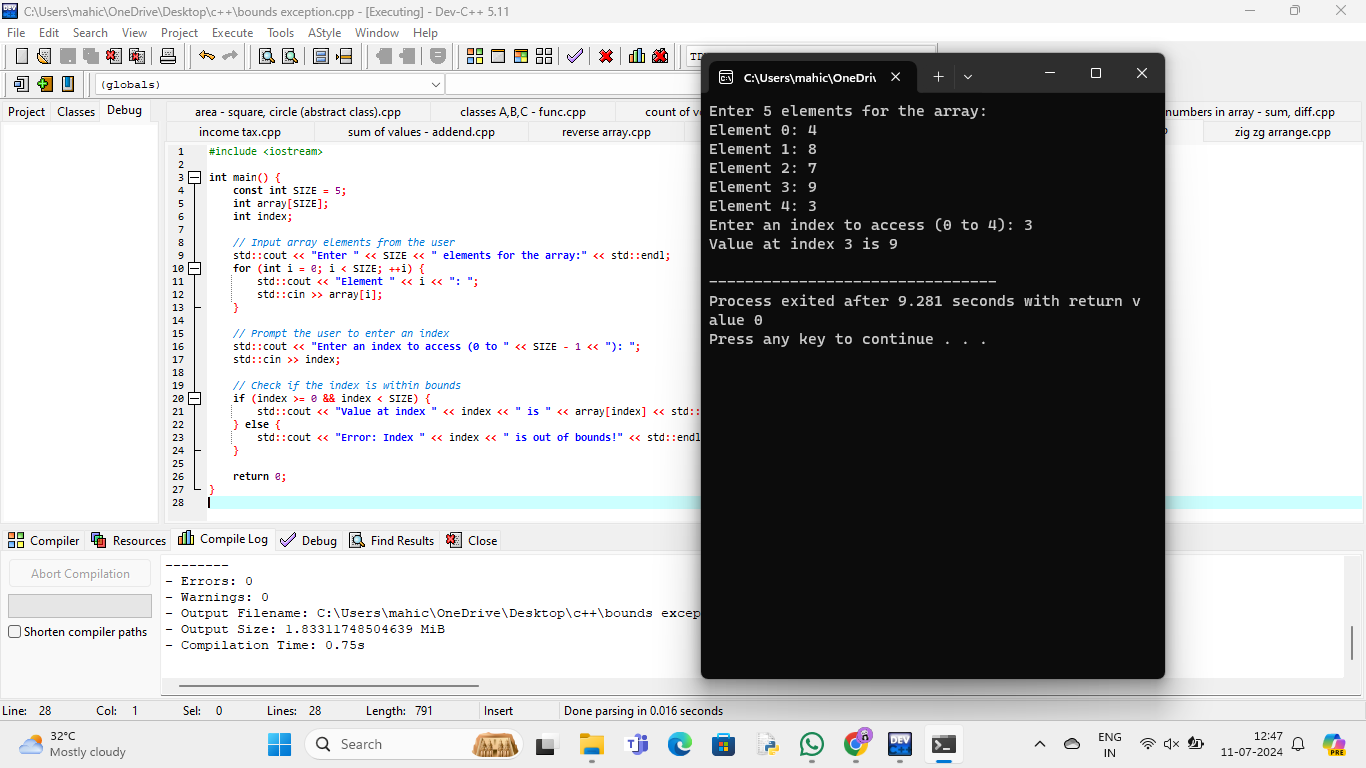 C:\Users\mahic\OneDrive\Desktop\c++\bounds exception.cpp - [Executing] - Dev-C++ 5.11
File Edit Search View Project Execute Tools AStyle Window Help
(globals)
Project Classes Debug
area - square, circle (abstract class).cpp classes A,B,C - func.cpp numbers in array - sum, diff.cpp
income tax.cpp sum of values - addend.cpp reverse array.cpp zig zg arrange.cpp
1 #include <iostream>
2
3 int main() {
4 const int SIZE = 5;
5 int array[SIZE];
6 int index;
7
8 // Input array elements from the user
9 std::cout << "Enter " << SIZE << " elements for the array:" << std::endl;
10 for (int i = 0; i < SIZE; ++i) {
11 std::cout << "Element " << i << ": ";
12 std::cin >> array[i];
13 }
14
15 // Prompt the user to enter an index
16 std::cout << "Enter an index to access (0 to " << SIZE - 1 << "): ";
17 std::cin >> index;
18
19 // Check if the index is within bounds
20 if (index >= 0 && index < SIZE) {
21 std::cout << "Value at index " << index << " is " << array[index] << std::
22 } else {
23 std::cout << "Error: Index " << index << " is out of bounds!" << std::endl
24 }
25
26 return 0;
27 }
28
C:\Users\mahic\OneDri
Enter 5 elements for the array:
Element 0: 4
Element 1: 8
Element 2: 7
Element 3: 9
Element 4: 3
Enter an index to access (0 to 4): 3
Value at index 3 is 9
--------------------------------
Process exited after 9.281 seconds with return v
alue 0
Press any key to continue . . .
Compiler Resources Compile Log Debug Find Results Close
Abort Compilation
Shorten compiler paths
--------
- Errors: 0
- Warnings: 0
- Output Filename: C:\Users\mahic\OneDrive\Desktop\c++\bounds excep
- Output Size: 1.83311748504639 MiB
- Compilation Time: 0.75s
Line: 28 Col: 1 Sel: 0 Lines: 28 Length: 791 Insert Done parsing in 0.016 seconds
32°C
Mostly cloudy
Search
DEV
ENG
IN
12:47
11-07-2024
PRE